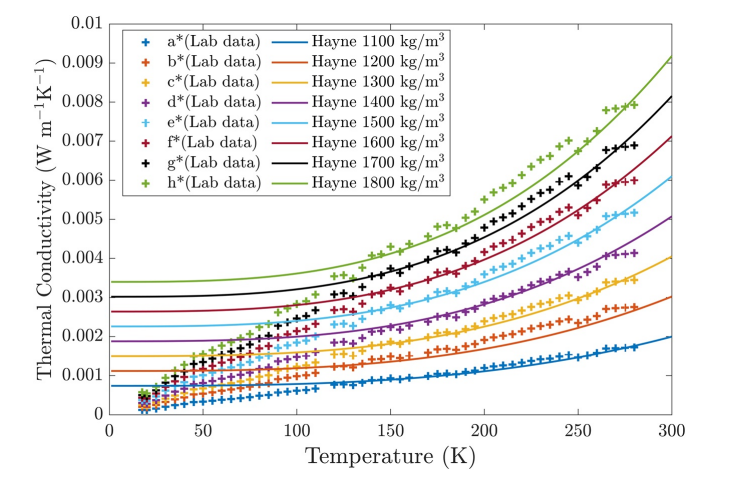 0.01
0.009
0.008
0.007
0.006
0.005
0.004
0.003
0.002
0.001
0
Thermal Conductivity (W m⁻¹K⁻¹)
a*(Lab data) Hayne 1100 kg/m³
b*(Lab data) Hayne 1200 kg/m³
c*(Lab data) Hayne 1300 kg/m³
d*(Lab data) Hayne 1400 kg/m³
e*(Lab data) Hayne 1500 kg/m³
f*(Lab data) Hayne 1600 kg/m³
g*(Lab data) Hayne 1700 kg/m³
h*(Lab data) Hayne 1800 kg/m³
0 50 100 150 200 250 300
Temperature (K)